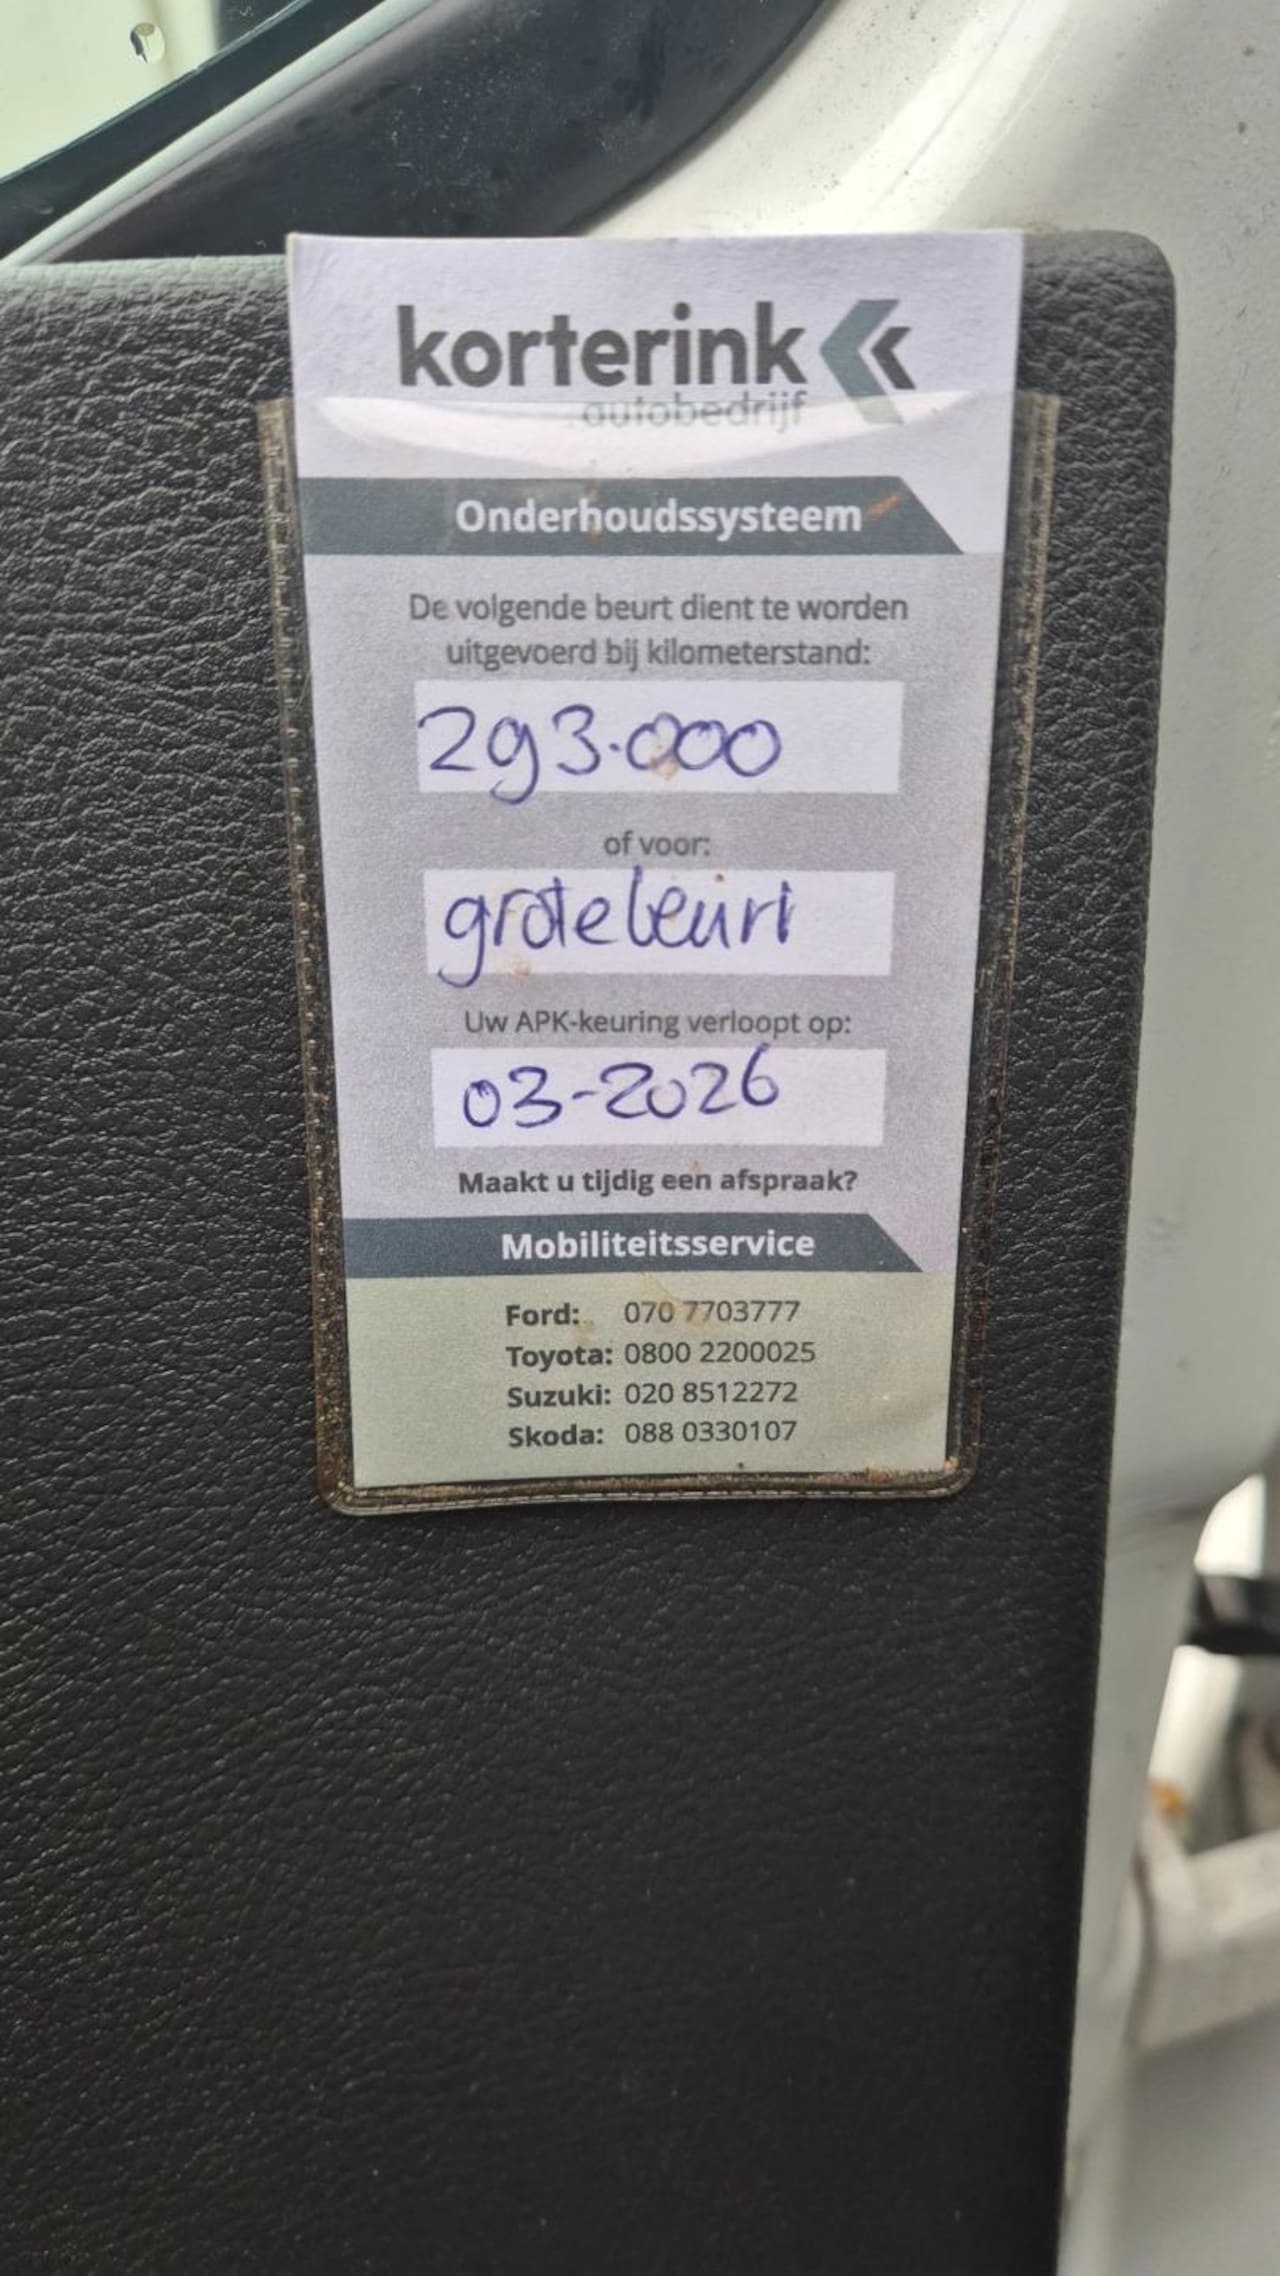 korterink
autobedrijf
Onderhoudssysteem
De volgende beurt dient te worden
uitgevoerd bij kilometerstand:
293.000
of voor:
grote beurt
Uw APK-keuring verloopt op:
03-2026
Maakt u tijdig een afspraak?
Mobiliteitsservice
Ford: 070 7703777
Toyota: 0800 2200025
Suzuki: 020 8512272
Skoda: 088 0330107